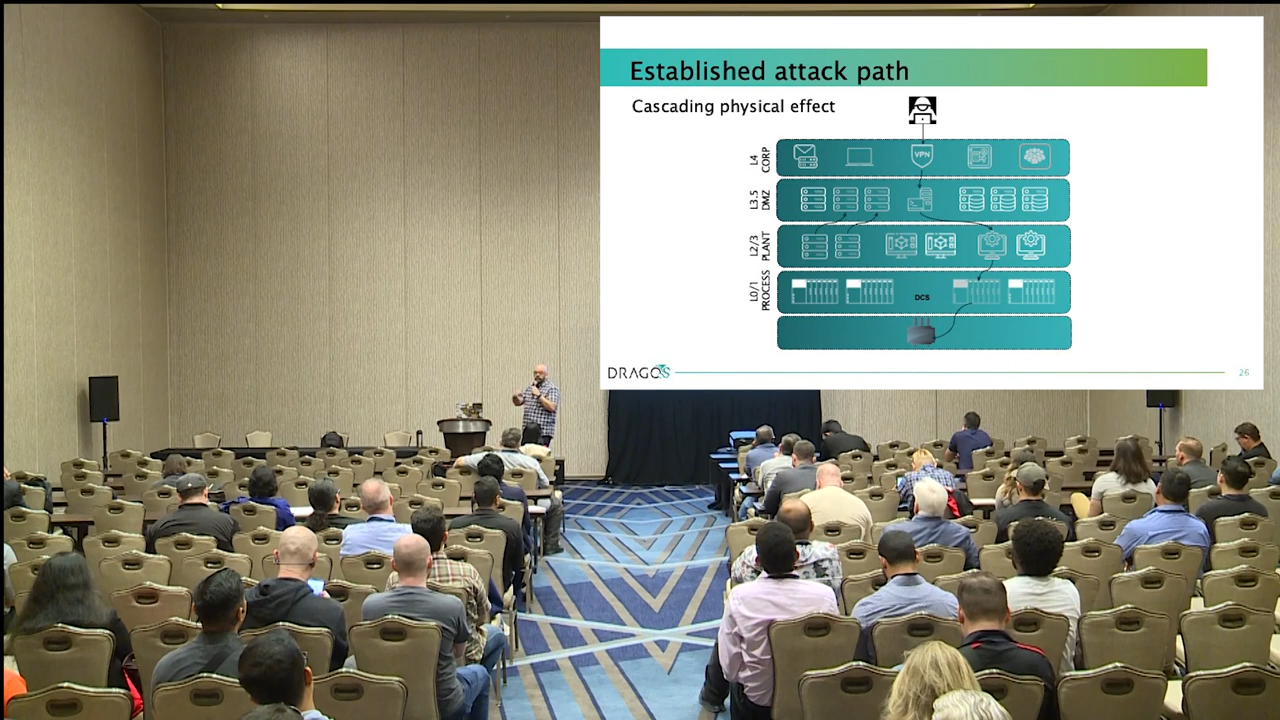 Established attack path
Cascading physical effect
L4
CORP
VPN
L3.5
DMZ
L2/3
PLANT
L0/1
PROCESS
DCS
DRAGOS
26